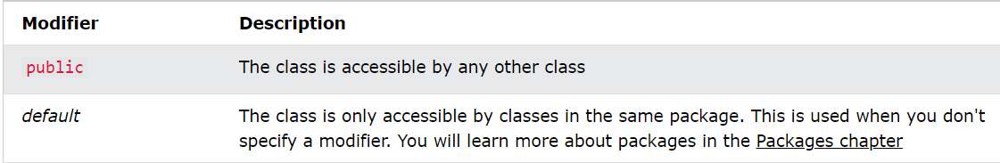 Modifier Description
public The class is accessible by any other class
default The class is only accessible by classes in the same package. This is used when you don't
specify a modifier. You will learn more about packages in the Packages chapter